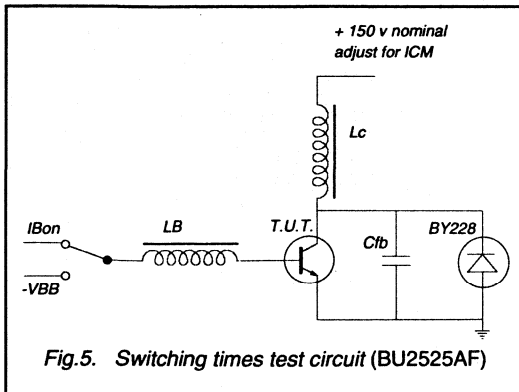 + 150 v nominal
adjust for ICM
Lc
IBon
LB
T.U.T.
Cfb
BY228
-VBB
Fig.5. Switching times test circuit (BU2525AF)